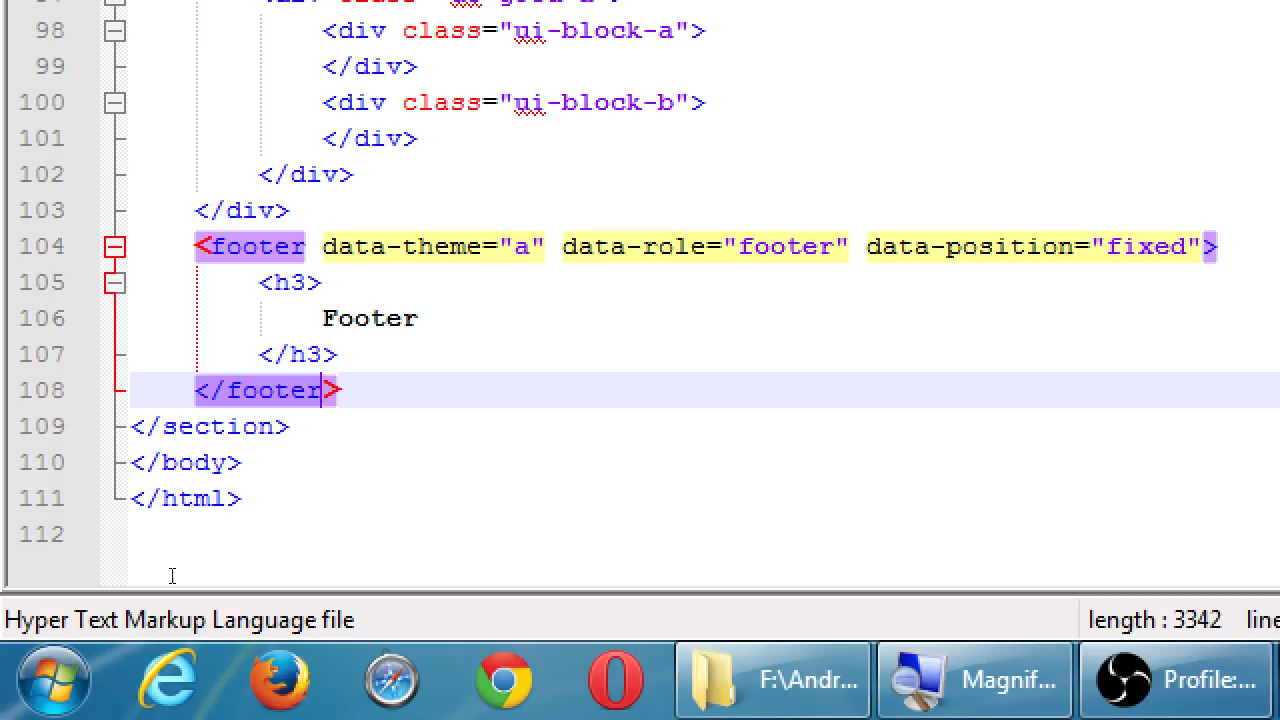 98 <div class="ui-block-a">
99 </div>
100 <div class="ui-block-b">
101 </div>
102 </div>
103 </div>
104 <footer data-theme="a" data-role="footer" data-position="fixed">
105 <h3>
106 Footer
107 </h3>
108 </footer>
109 </section>
110 </body>
111 </html>
112
Hyper Text Markup Language file length : 3342 line
F:\Andr... Magnif... Profile:...